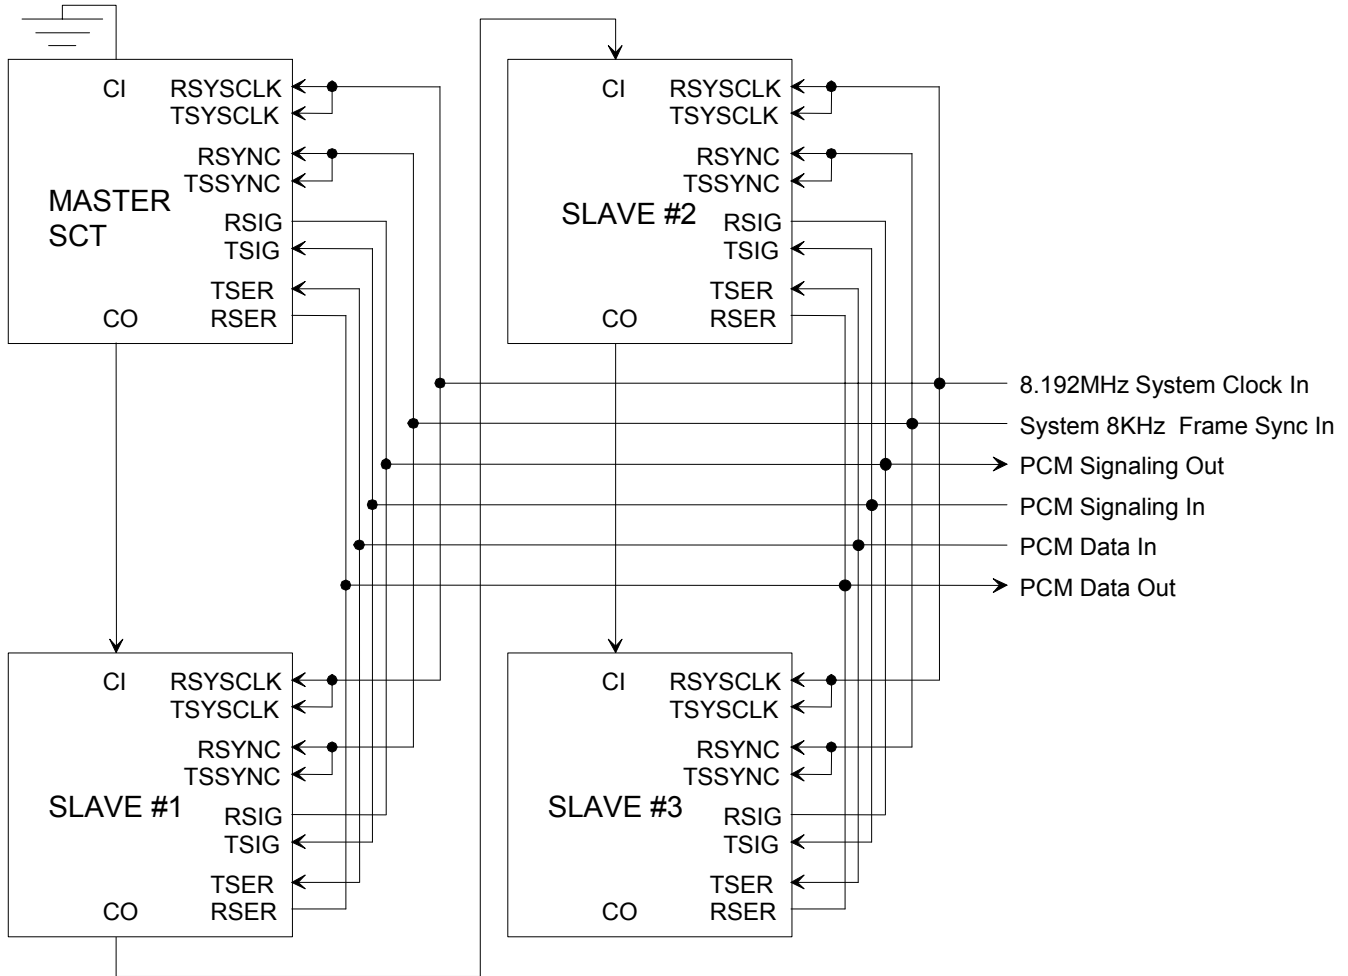 CI RSYSCLK
TSYSCLK
RSYNC
TSSYNC
MASTER
SCT
RSIG
TSIG
TSER
CO RSER
CI RSYSCLK
TSYSCLK
RSYNC
TSSYNC
SLAVE #2
RSIG
TSIG
TSER
CO RSER
8.192MHz System Clock In
System 8KHz Frame Sync In
PCM Signaling Out
PCM Signaling In
PCM Data In
PCM Data Out
CI RSYSCLK
TSYSCLK
RSYNC
TSSYNC
SLAVE #1
RSIG
TSIG
TSER
CO RSER
CI RSYSCLK
TSYSCLK
RSYNC
TSSYNC
SLAVE #3
RSIG
TSIG
TSER
CO RSER